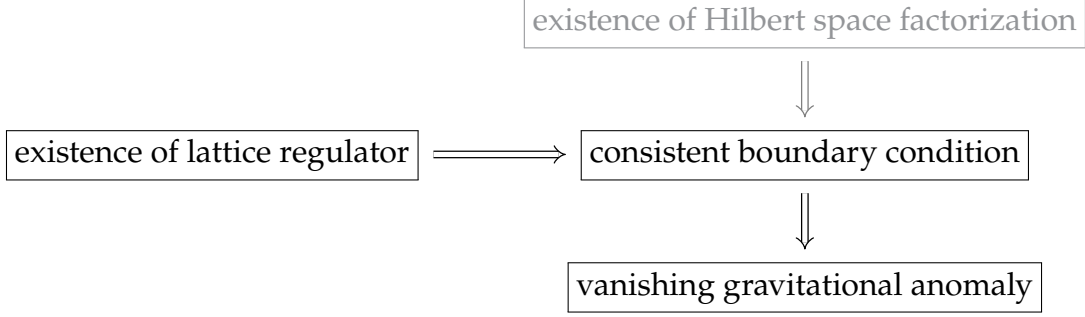 existence of Hilbert space factorization
existence of lattice regulator
consistent boundary condition
vanishing gravitational anomaly